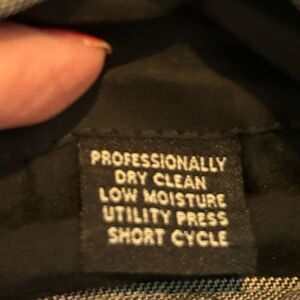 PROFESSIONALLY
DRY CLEAN
LOW MOISTURE
UTILITY PRESS
SHORT CYCLE